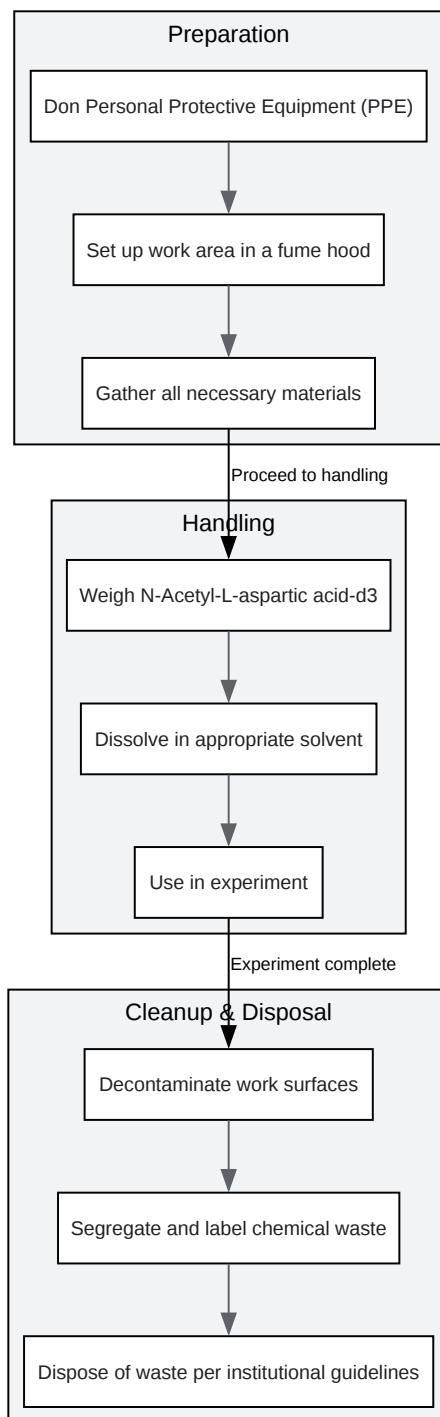 Preparation
Don Personal Protective Equipment (PPE)
Set up work area in a fume hood
Gather all necessary materials
Proceed to handling
Handling
Weigh N-Acetyl-L-aspartic acid-d3
Dissolve in appropriate solvent
Use in experiment
Experiment complete
Cleanup & Disposal
Decontaminate work surfaces
Segregate and label chemical waste
Dispose of waste per institutional guidelines